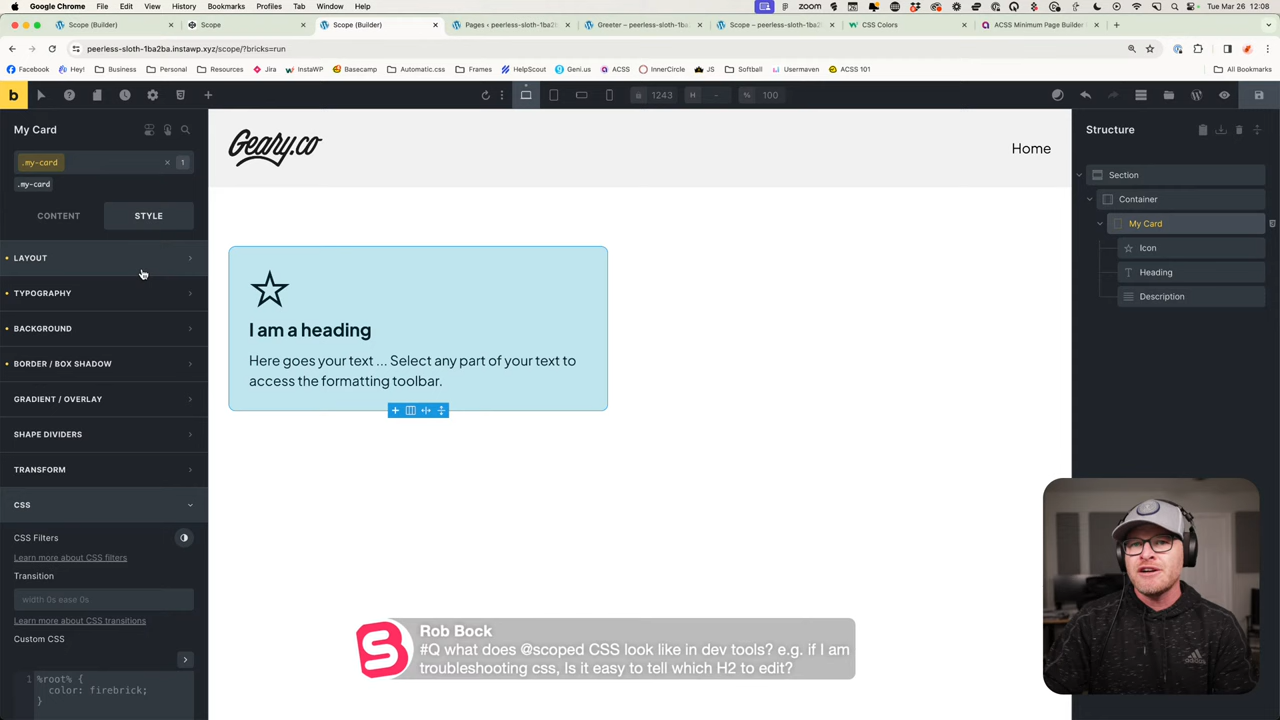 Google Chrome File Edit View History Bookmarks Profiles Tab Window Help zoom Tue Mar 26 12:08
Scope (Builder) Scope Scope (Builder) Pages < peerless-sloth-1ba2b Greeter – peerless-sloth-1ba Scope – peerless-sloth-1ba2 CSS Colors ACSS Minimum Page Builder
peerless-sloth-1ba2ba.instawp.xyz/scope/?bricks=run
Facebook Hey! Business Personal Resources Jira InstaWP Basecamp Automatic.css Frames HelpScout Geni.us ACSS InnerCircle JS Softball Usermaven ACSS 101 All Bookmarks
b 1243 H - % 100
My Card
.my-card × 1
.my-card
CONTENT STYLE
LAYOUT
TYPOGRAPHY
BACKGROUND
BORDER / BOX SHADOW
GRADIENT / OVERLAY
SHAPE DIVIDERS
TRANSFORM
CSS
CSS Filters
Learn more about CSS filters
Transition
width 0s ease 0s
Learn more about CSS transitions
Custom CSS
1 %root% {
color: firebrick;
}
Geary.co
Home
I am a heading
Here goes your text ... Select any part of your text to
access the formatting toolbar.
Structure
Section
Container
My Card
Icon
Heading
Description
Rob Bock
#Q what does @scoped CSS look like in dev tools? e.g. if I am
troubleshooting css, Is it easy to tell which H2 to edit?
adidas